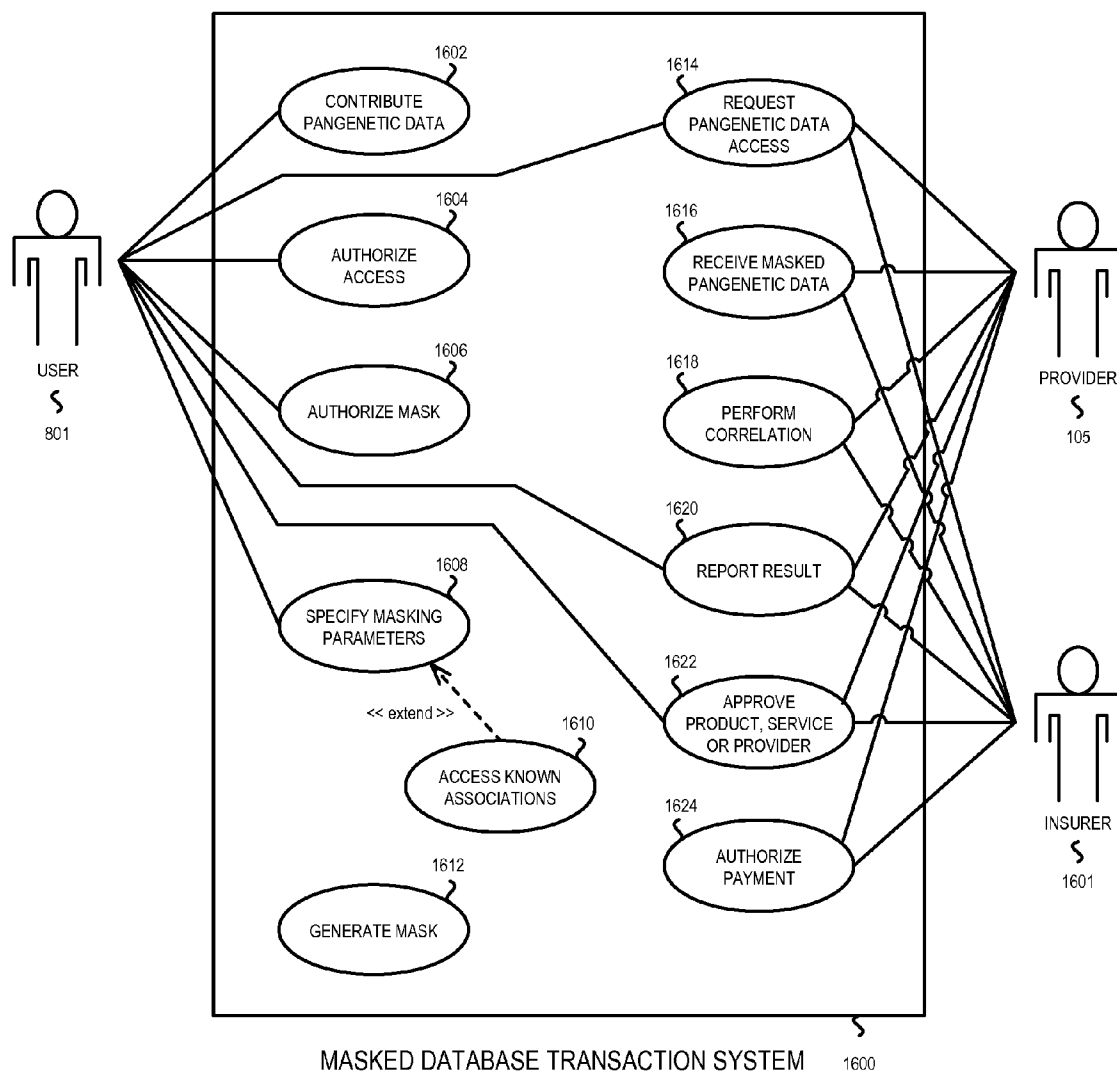 1602
CONTRIBUTE
PANGENETIC DATA
1614
REQUEST
PANGENETIC DATA
ACCESS
1604
AUTHORIZE
ACCESS
1616
RECEIVE MASKED
PANGENETIC DATA
USER
801
PROVIDER
105
1606
AUTHORIZE MASK
1618
PERFORM
CORRELATION
1620
REPORT RESULT
1608
SPECIFY MASKING
PARAMETERS
<< extend >>
1610
ACCESS KNOWN
ASSOCIATIONS
1622
APPROVE
PRODUCT, SERVICE
OR PROVIDER
1624
AUTHORIZE
PAYMENT
INSURER
1601
1612
GENERATE MASK
MASKED DATABASE TRANSACTION SYSTEM
1600